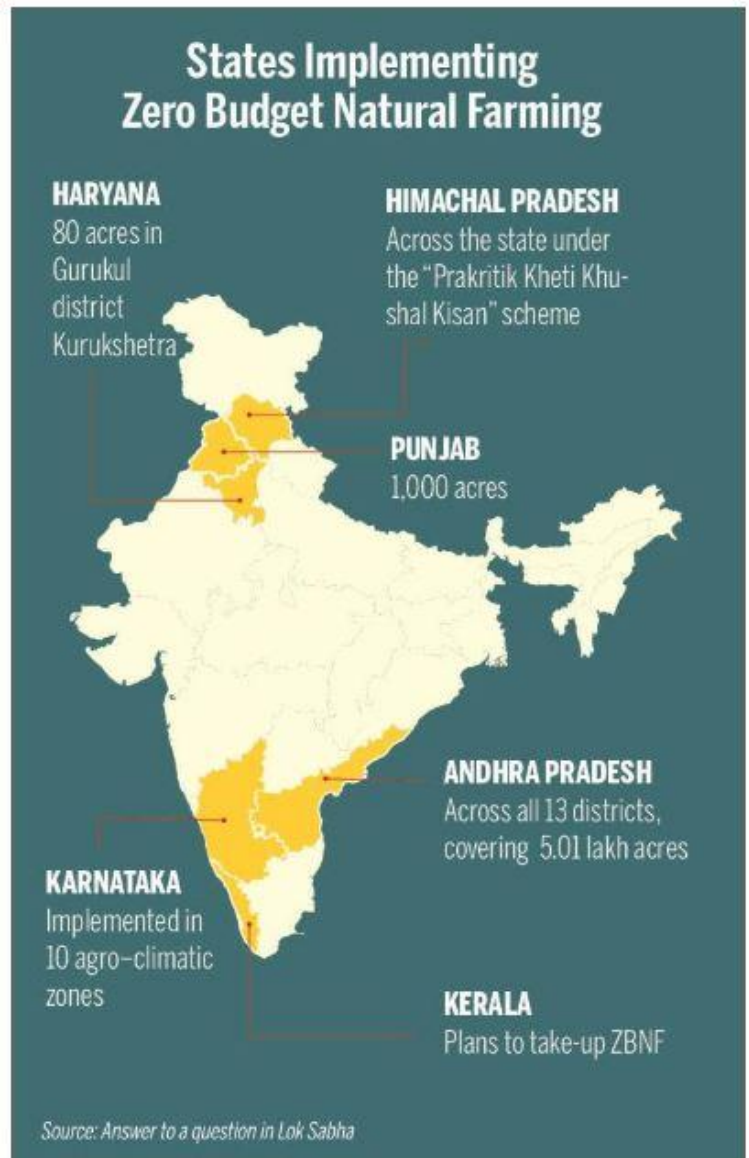 States Implementing
Zero Budget Natural Farming
HARYANA
80 acres in
Gurukul
district
Kurukshetra
HIMACHAL PRADESH
Across the state under
the “Prakritik Kheti Khu-
shal Kisan” scheme
PUNJAB
1,000 acres
ANDHRA PRADESH
Across all 13 districts,
covering 5.01 lakh acres
KARNATAKA
Implemented in
10 agro-climatic
zones
KERALA
Plans to take-up ZBNF
Source: Answer to a question in Lok Sabha